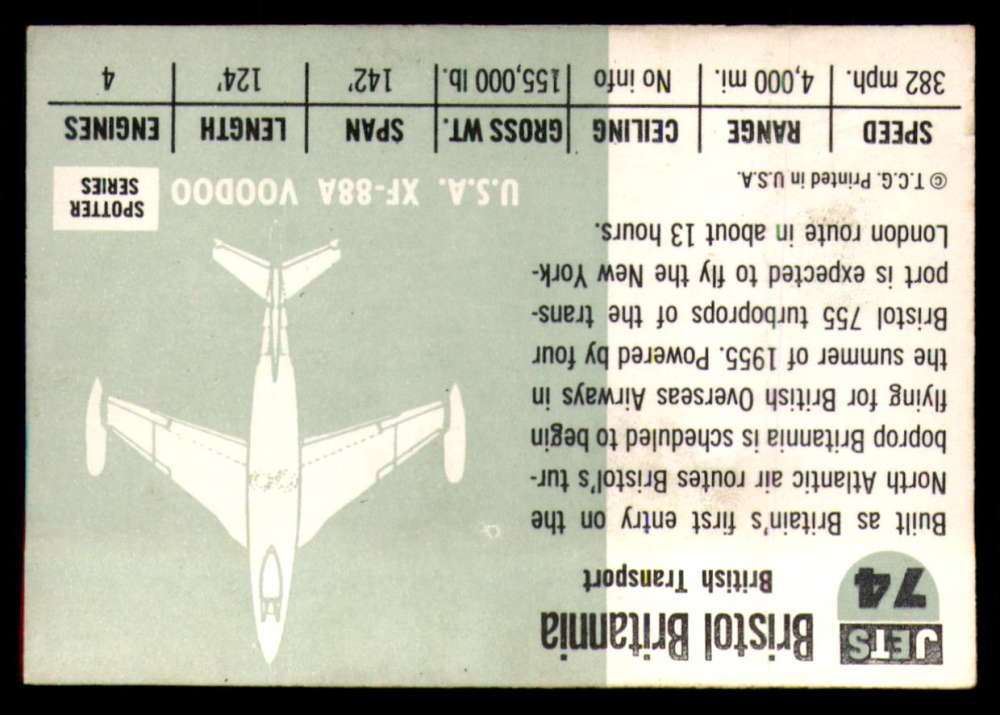 JETS
74
Bristol Britannia
British Transport
Built as Britain's first entry on the
North Atlantic air routes Bristol's tur-
boprop Britannia is scheduled to begin
flying for British Overseas Airways in
the summer of 1955. Powered by four
Bristol 755 turboprops of the trans-
port is expected to fly the New York-
London route in about 13 hours.
© T.C.G. Printed in U.S.A.
U.S.A. XF-88A VOODOO
SPOTTER
SERIES
SPEED RANGE CEILING GROSS WT. SPAN LENGTH ENGINES
382 mph. 4,000 mi. No info 155,000 lb. 142' 124' 4